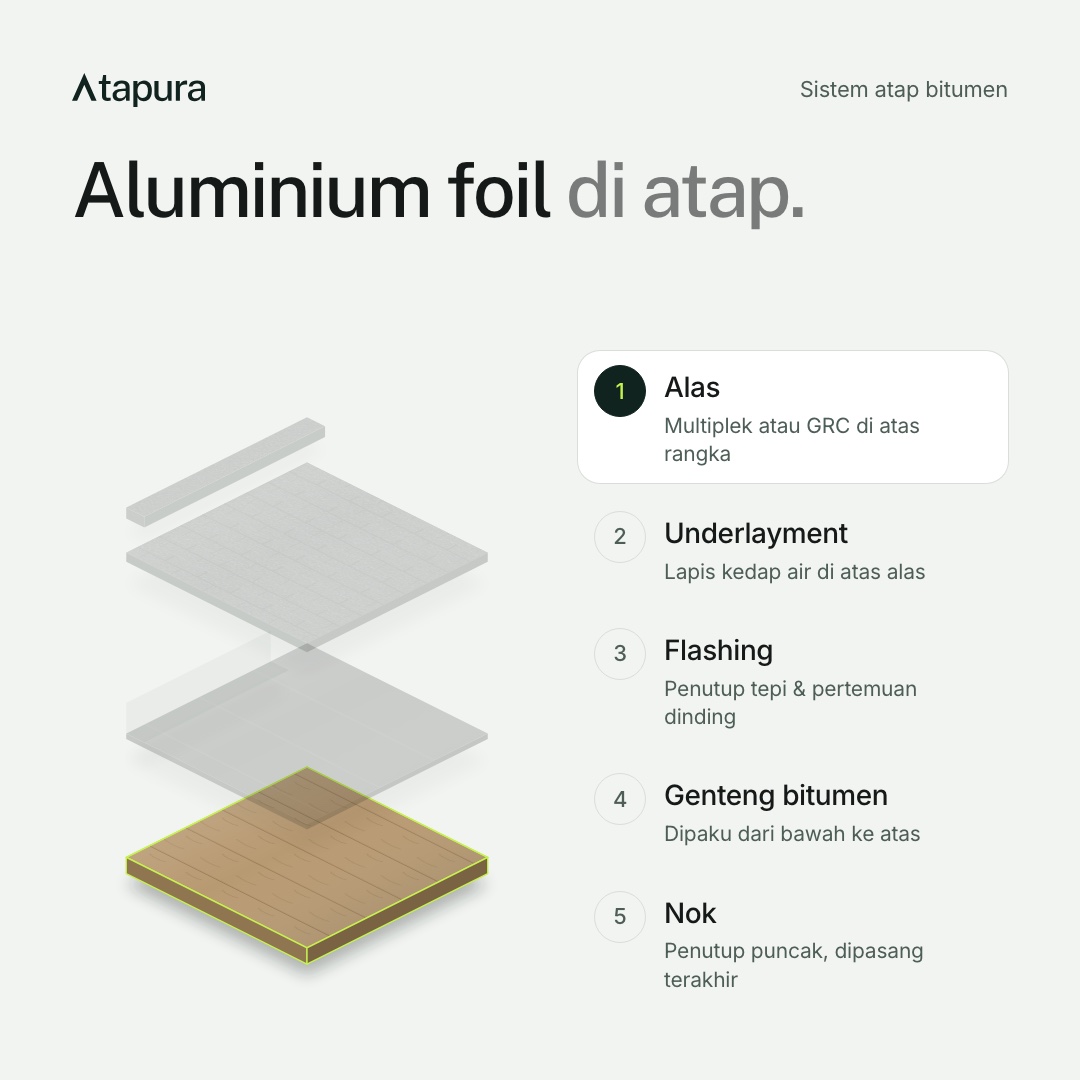 Atapura
Sistem atap bitumen
Aluminium foil di atap.
1
Alas
Multiplek atau GRC di atas
rangka
2
Underlayment
Lapis kedap air di atas alas
3
Flashing
Penutup tepi & pertemuan
dinding
4
Genteng bitumen
Dipaku dari bawah ke atas
5
Nok
Penutup puncak, dipasang
terakhir